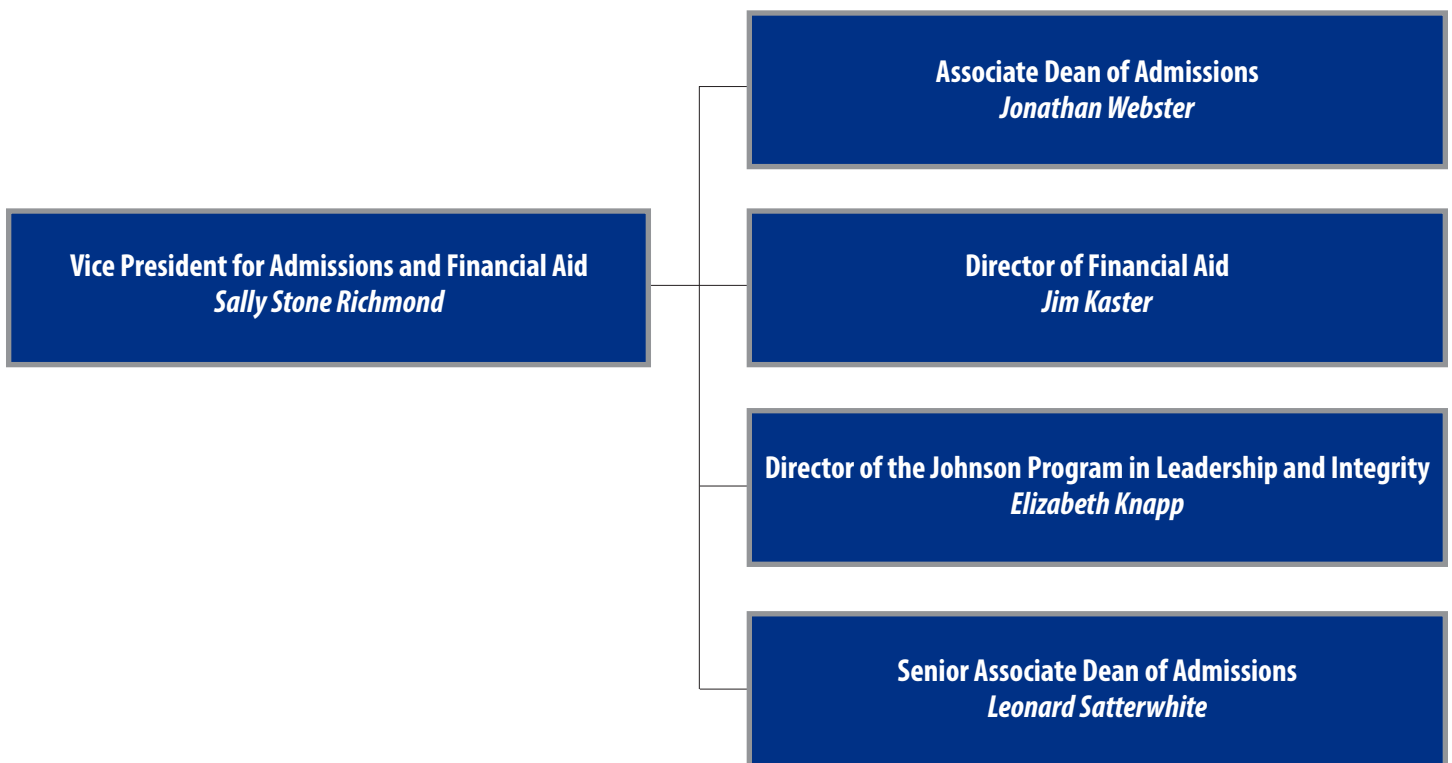 Associate Dean of Admissions
Jonathan Webster
Vice President for Admissions and Financial Aid
Sally Stone Richmond
Director of Financial Aid
Jim Kaster
Director of the Johnson Program in Leadership and Integrity
Elizabeth Knapp
Senior Associate Dean of Admissions
Leonard Satterwhite